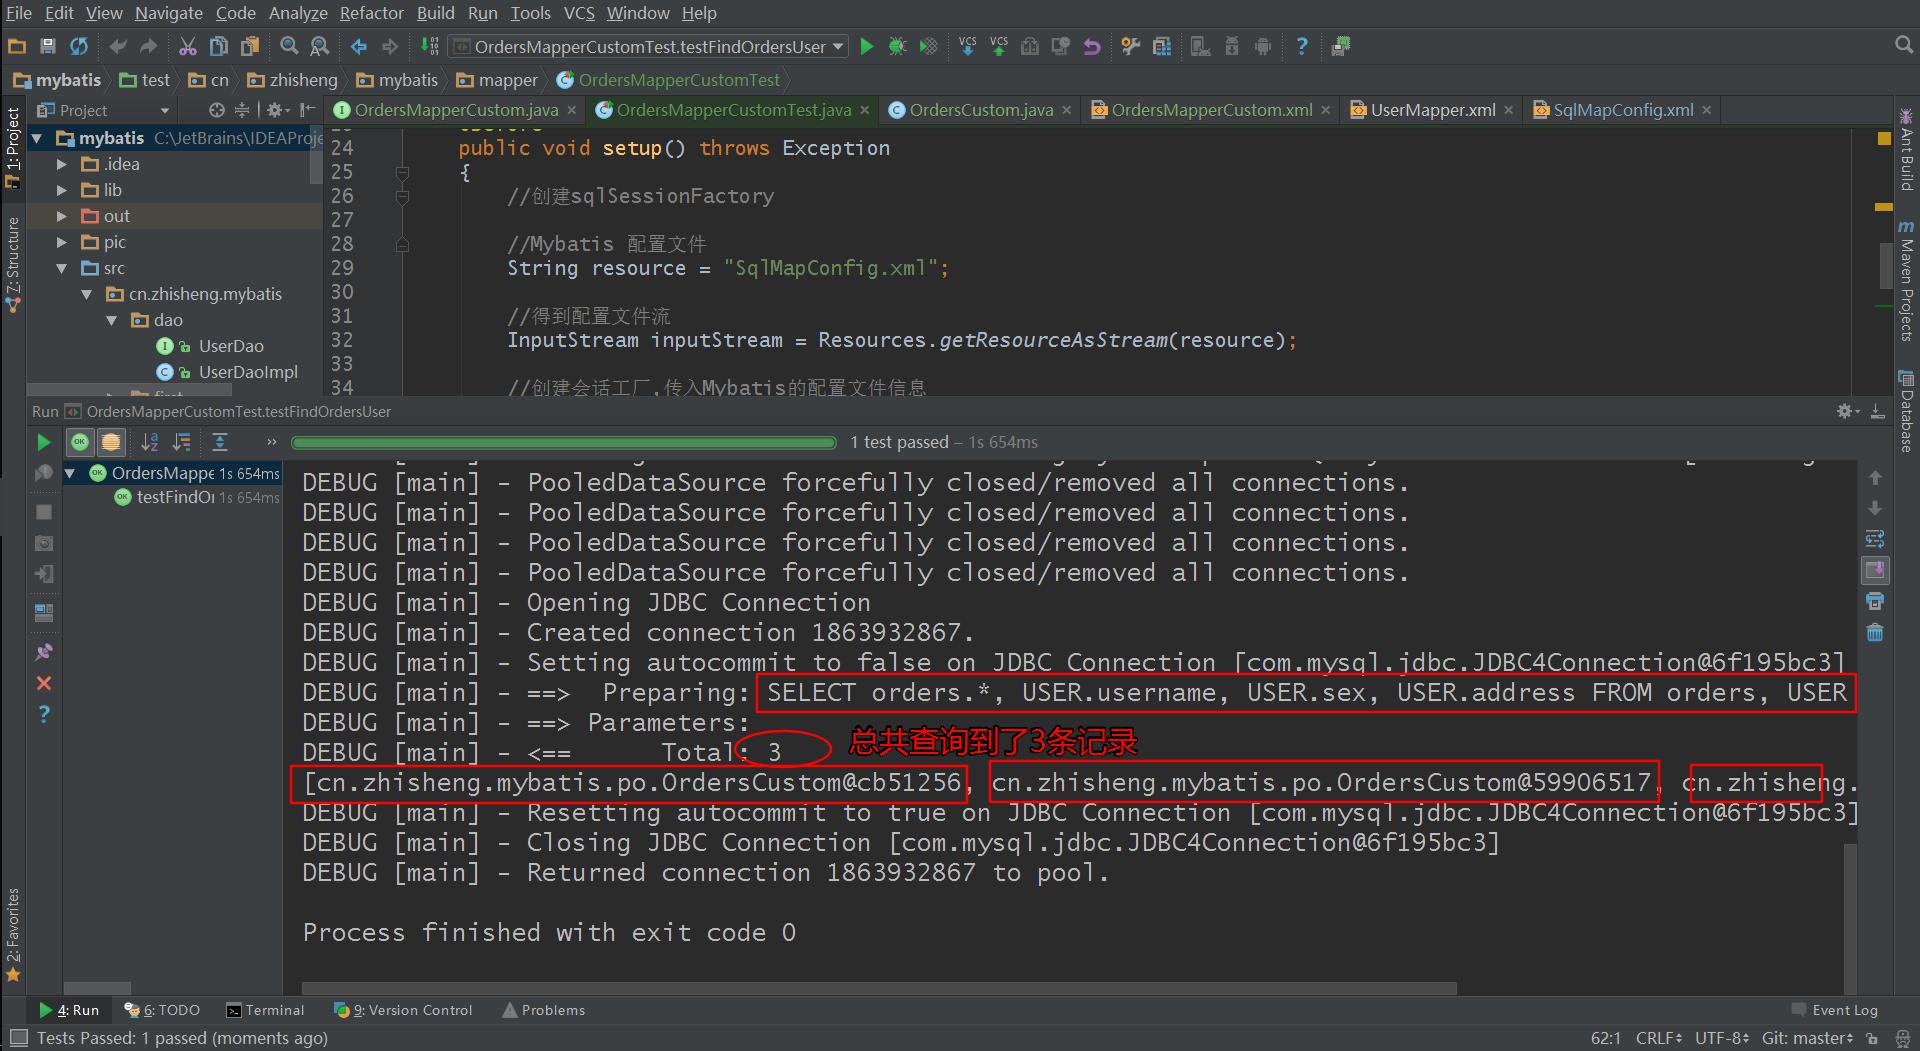 File Edit View Navigate Code Analyze Refactor Build Run Tools VCS Window Help
OrdersMapperCustomTest.testFindOrdersUser
VCS VCS
mybatis test cn zhisheng mybatis mapper OrdersMapperCustomTest
Project
OrdersMapperCustom.java OrdersMapperCustomTest.java OrdersCustom.java OrdersMapperCustom.xml UserMapper.xml SqlMapConfig.xml
1: Project
Z: Structure
2: Favorites
mybatis C:\JetBrains\IDEAProje
.idea
lib
out
pic
src
cn.zhisheng.mybatis
dao
UserDao
UserDaoImpl
24 public void setup() throws Exception
25 {
26 //创建sqlSessionFactory
27
28 //Mybatis 配置文件
29 String resource = "SqlMapConfig.xml";
30
31 //得到配置文件流
32 InputStream inputStream = Resources.getResourceAsStream(resource);
33
34 //创建会话工厂,传入Mybatis的配置文件信息
Ant Build
Maven Projects
Database
Run OrdersMapperCustomTest.testFindOrdersUser
1 test passed – 1s 654ms
OrdersMappe 1s 654ms
testFindOr 1s 654ms
DEBUG [main] - PooledDataSource forcefully closed/removed all connections.
DEBUG [main] - PooledDataSource forcefully closed/removed all connections.
DEBUG [main] - PooledDataSource forcefully closed/removed all connections.
DEBUG [main] - PooledDataSource forcefully closed/removed all connections.
DEBUG [main] - Opening JDBC Connection
DEBUG [main] - Created connection 1863932867.
DEBUG [main] - Setting autocommit to false on JDBC Connection [com.mysql.jdbc.JDBC4Connection@6f195bc3]
DEBUG [main] - ==>  Preparing: SELECT orders.*, USER.username, USER.sex, USER.address FROM orders, USER
DEBUG [main] - ==> Parameters:
DEBUG [main] - <==      Total: 3
总共查询到了3条记录
[cn.zhisheng.mybatis.po.OrdersCustom@cb51256, cn.zhisheng.mybatis.po.OrdersCustom@59906517, cn.zhisheng.
DEBUG [main] - Resetting autocommit to true on JDBC Connection [com.mysql.jdbc.JDBC4Connection@6f195bc3]
DEBUG [main] - Closing JDBC Connection [com.mysql.jdbc.JDBC4Connection@6f195bc3]
DEBUG [main] - Returned connection 1863932867 to pool.
Process finished with exit code 0
4: Run 6: TODO Terminal 9: Version Control Problems Event Log
Tests Passed: 1 passed (moments ago) 62:1 CRLF UTF-8 Git: master